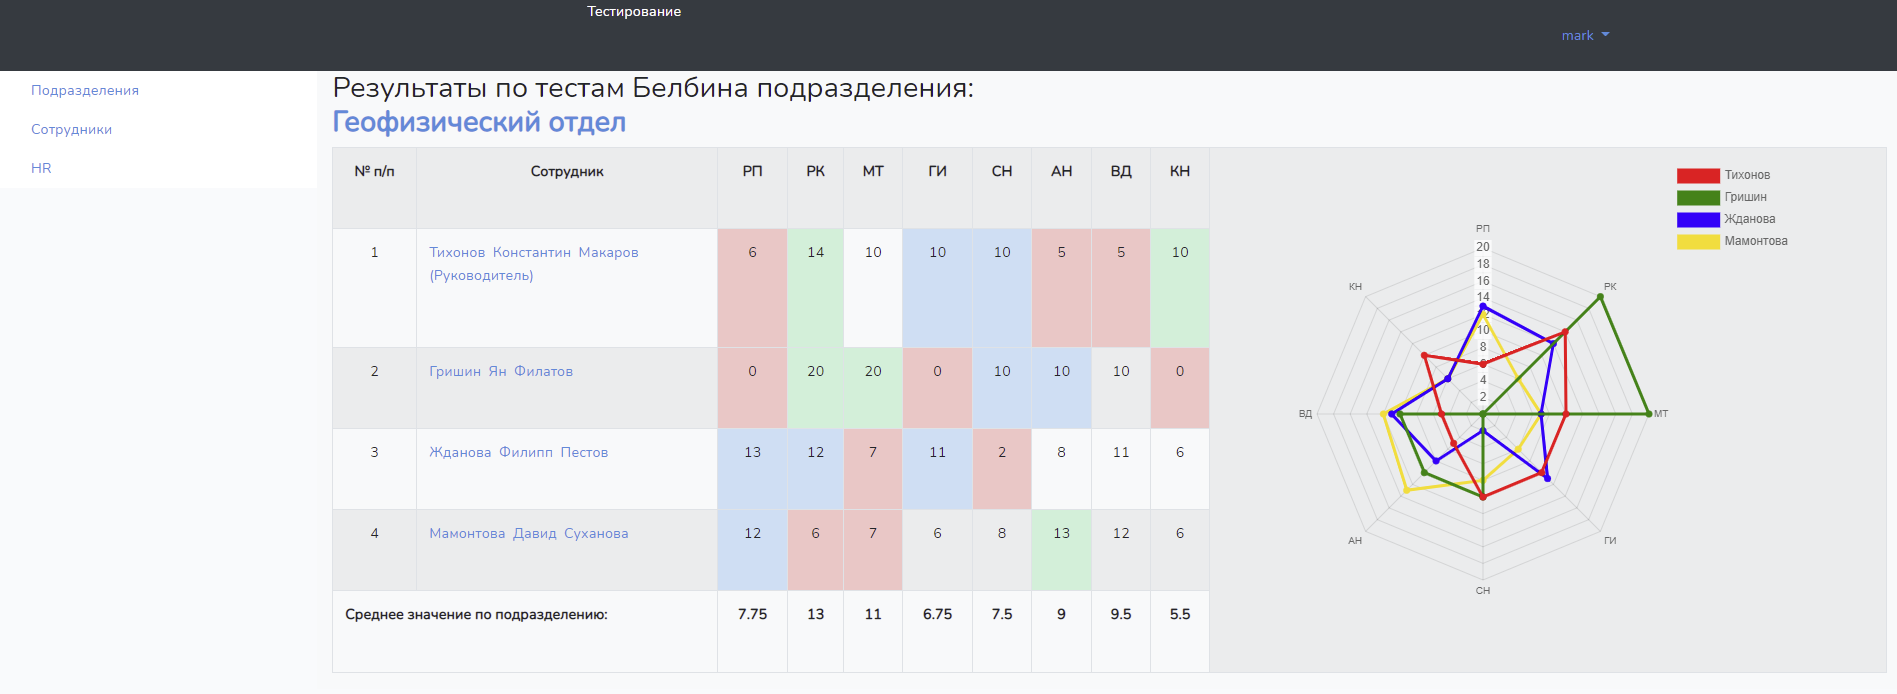 Тестирование
mark
Подразделения
Сотрудники
HR
Результаты по тестам Белбина подразделения:
Геофизический отдел
№ п/п Сотрудник РП РК МТ ГИ СН АН ВД КН
1 Тихонов Константин Макаров 6 14 10 10 10 5 5 10
(Руководитель)
2 Гришин Ян Филатов 0 20 20 0 10 10 10 0
3 Жданова Филипп Пестов 13 12 7 11 2 8 11 6
4 Мамонтова Давид Суханова 12 6 7 6 8 13 12 6
Среднее значение по подразделению: 7.75 13 11 6.75 7.5 9 9.5 5.5
Тихонов
Гришин
Жданова
Мамонтова
РП
20
18
16
14
10
8
4
2
РК
МТ
ГИ
СН
АН
ВД
КН